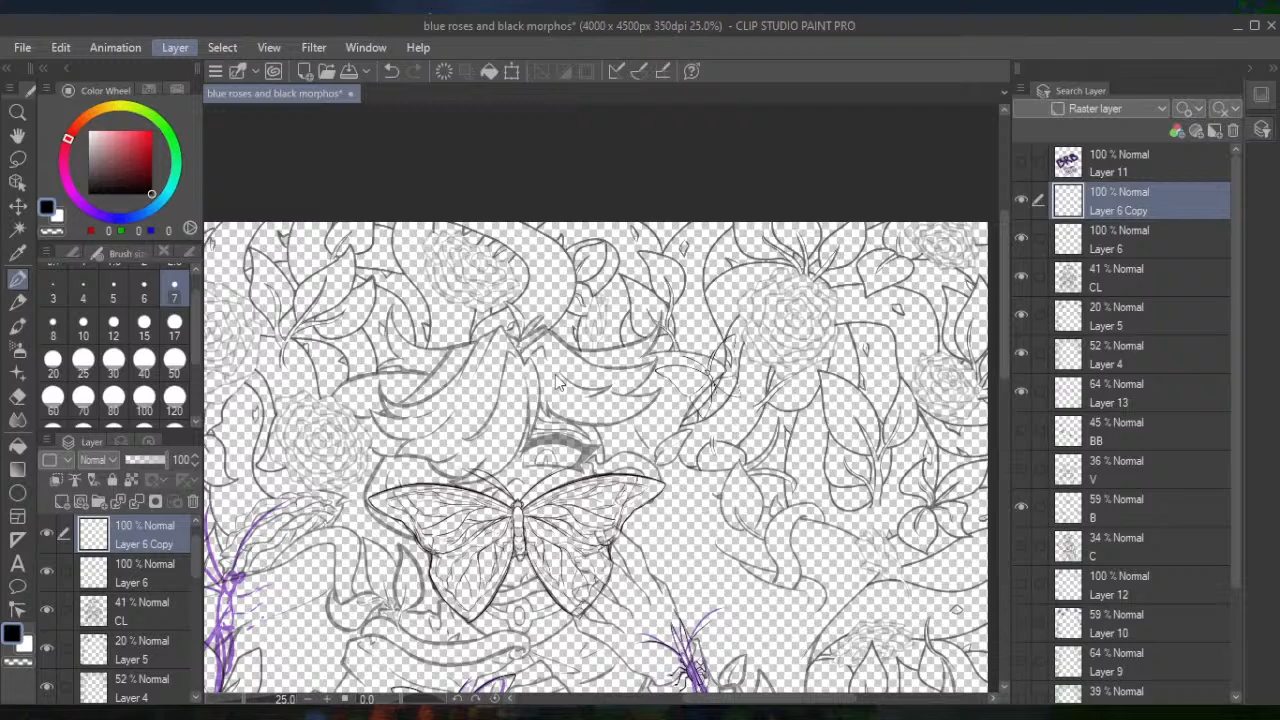 blue roses and black morphos* (4000 x 4500px 350dpi 25.0%) - CLIP STUDIO PAINT PRO
File Edit Animation Layer Select View Filter Window Help
Color Wheel
blue roses and black morphos*
Search Layer
Raster layer
0 0 0
Brush siz
3 4 5 6 7
8 10 12 15 17
20 25 30 40 50
60 70 80 100 120
Layer
Normal 100
100 % Normal
Layer 6 Copy
100 % Normal
Layer 6
41 % Normal
CL
20 % Normal
Layer 5
52 % Normal
Layer 4
25.0 0.0
BRB
100 % Normal
Layer 11
100 % Normal
Layer 6 Copy
100 % Normal
Layer 6
41 % Normal
CL
20 % Normal
Layer 5
52 % Normal
Layer 4
64 % Normal
Layer 13
45 % Normal
BB
36 % Normal
V
59 % Normal
B
34 % Normal
C
100 % Normal
Layer 12
59 % Normal
Layer 10
64 % Normal
Layer 9
39 % Normal